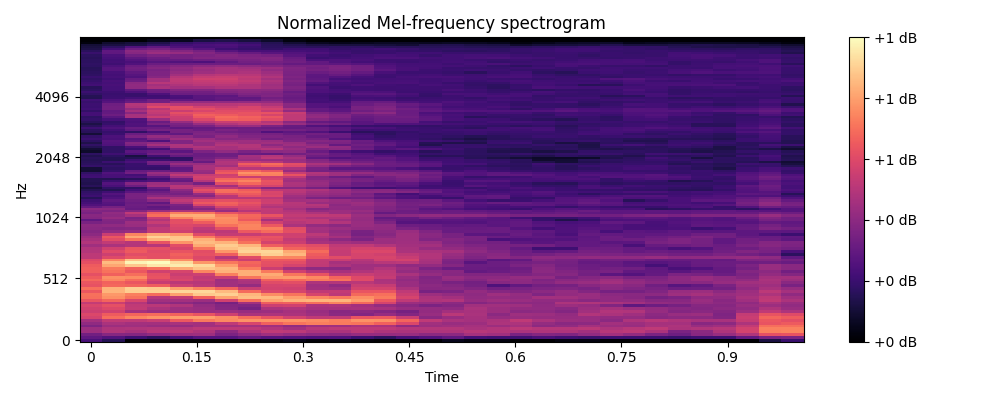 Normalized Mel-frequency spectrogram
+1 dB
4096
+1 dB
2048
+1 dB
Hz
1024
+0 dB
512
+0 dB
0
+0 dB
0 0.15 0.3 0.45 0.6 0.75 0.9
Time